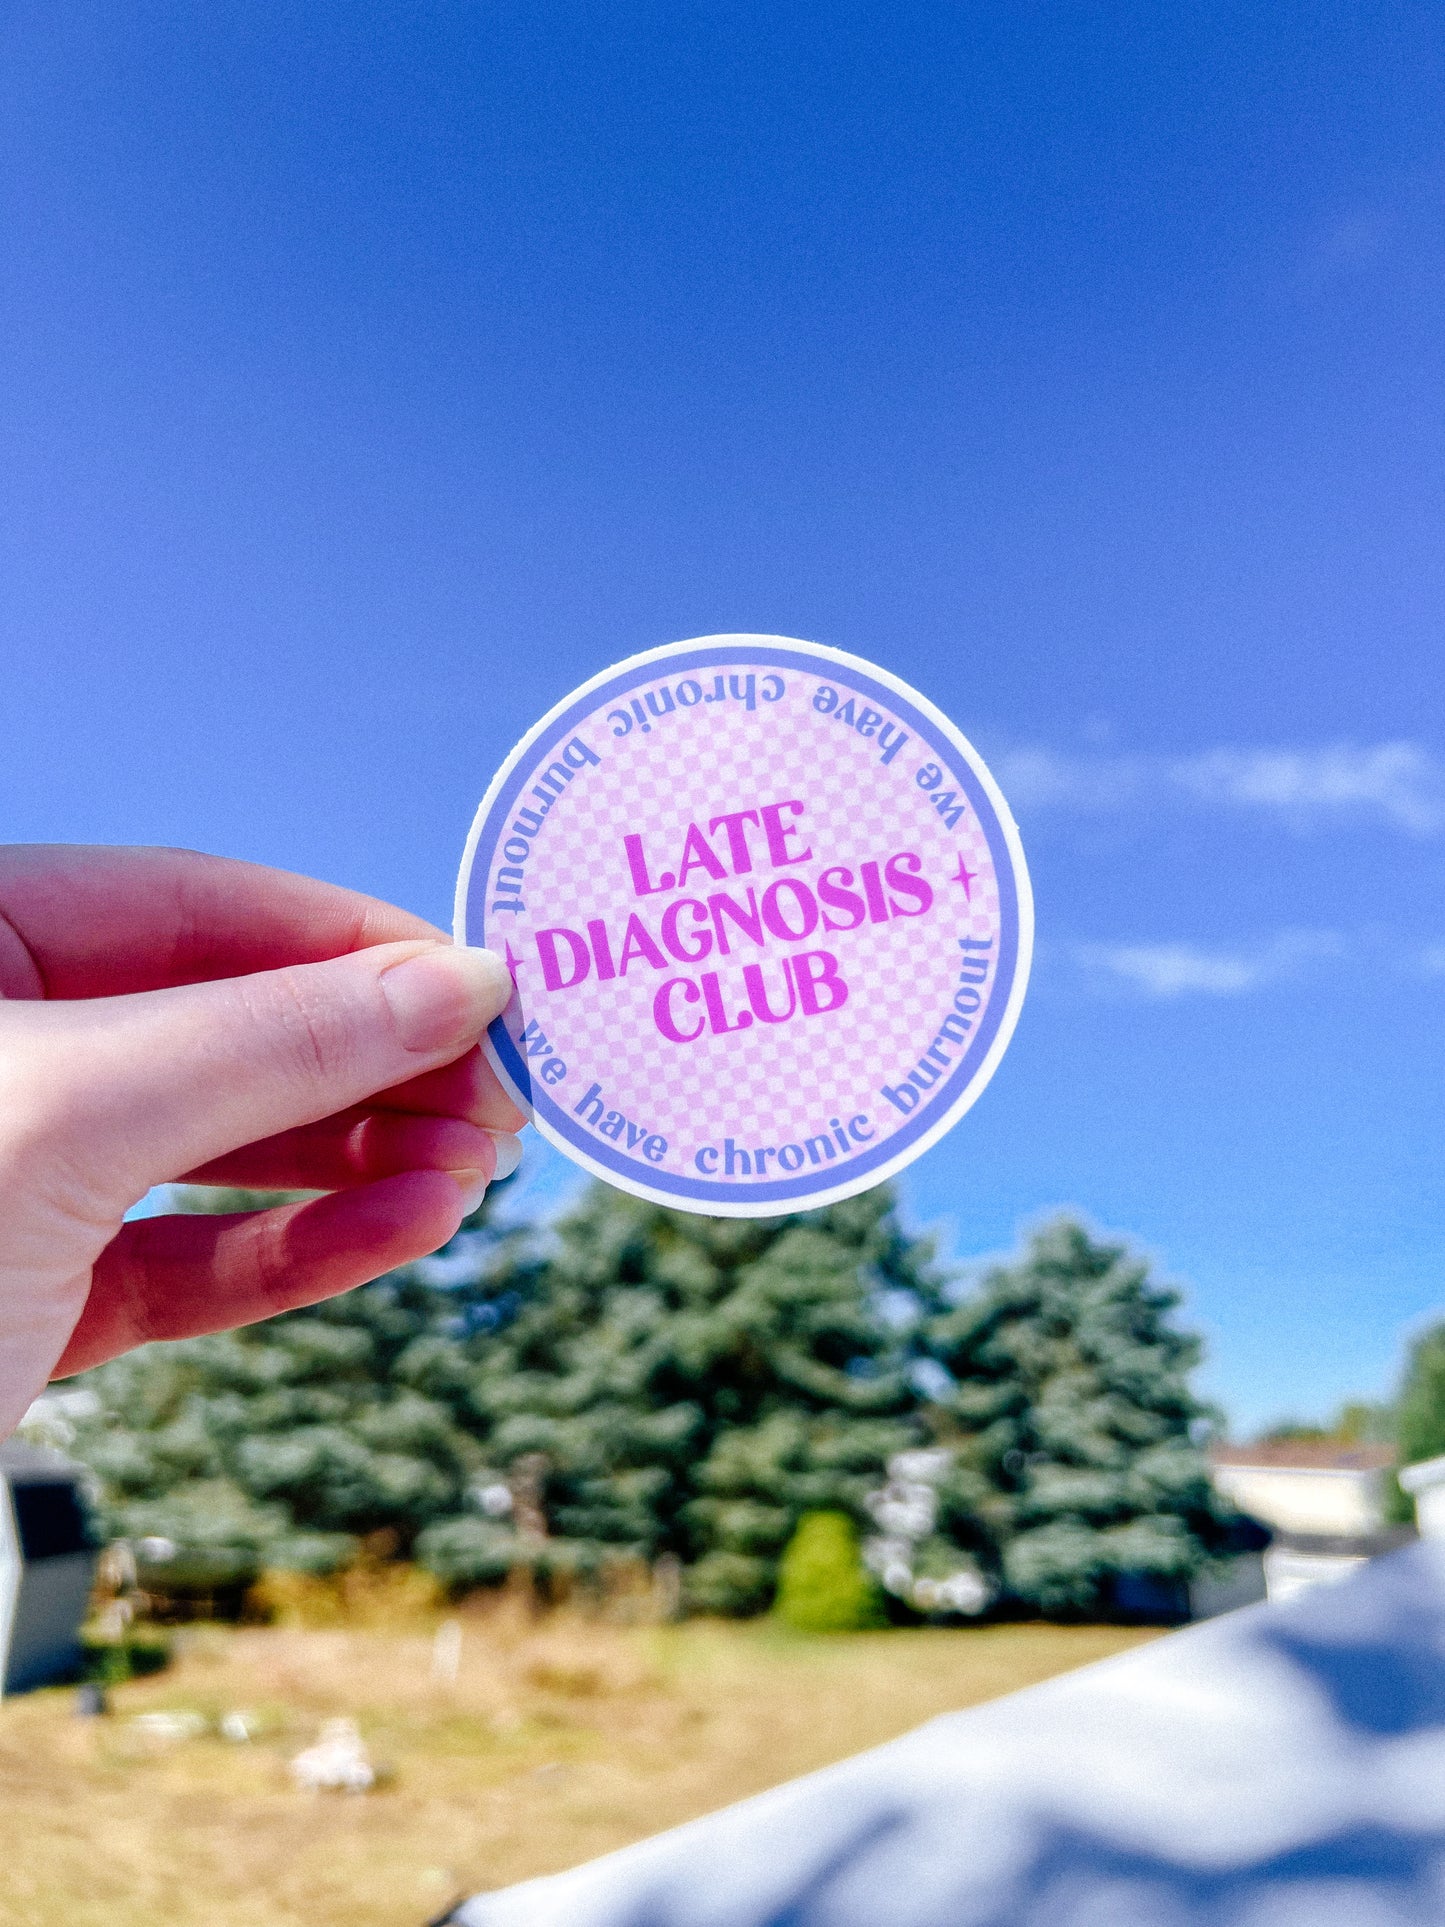 we have chronic burnout
LATE
DIAGNOSIS
CLUB
we have chronic burnout